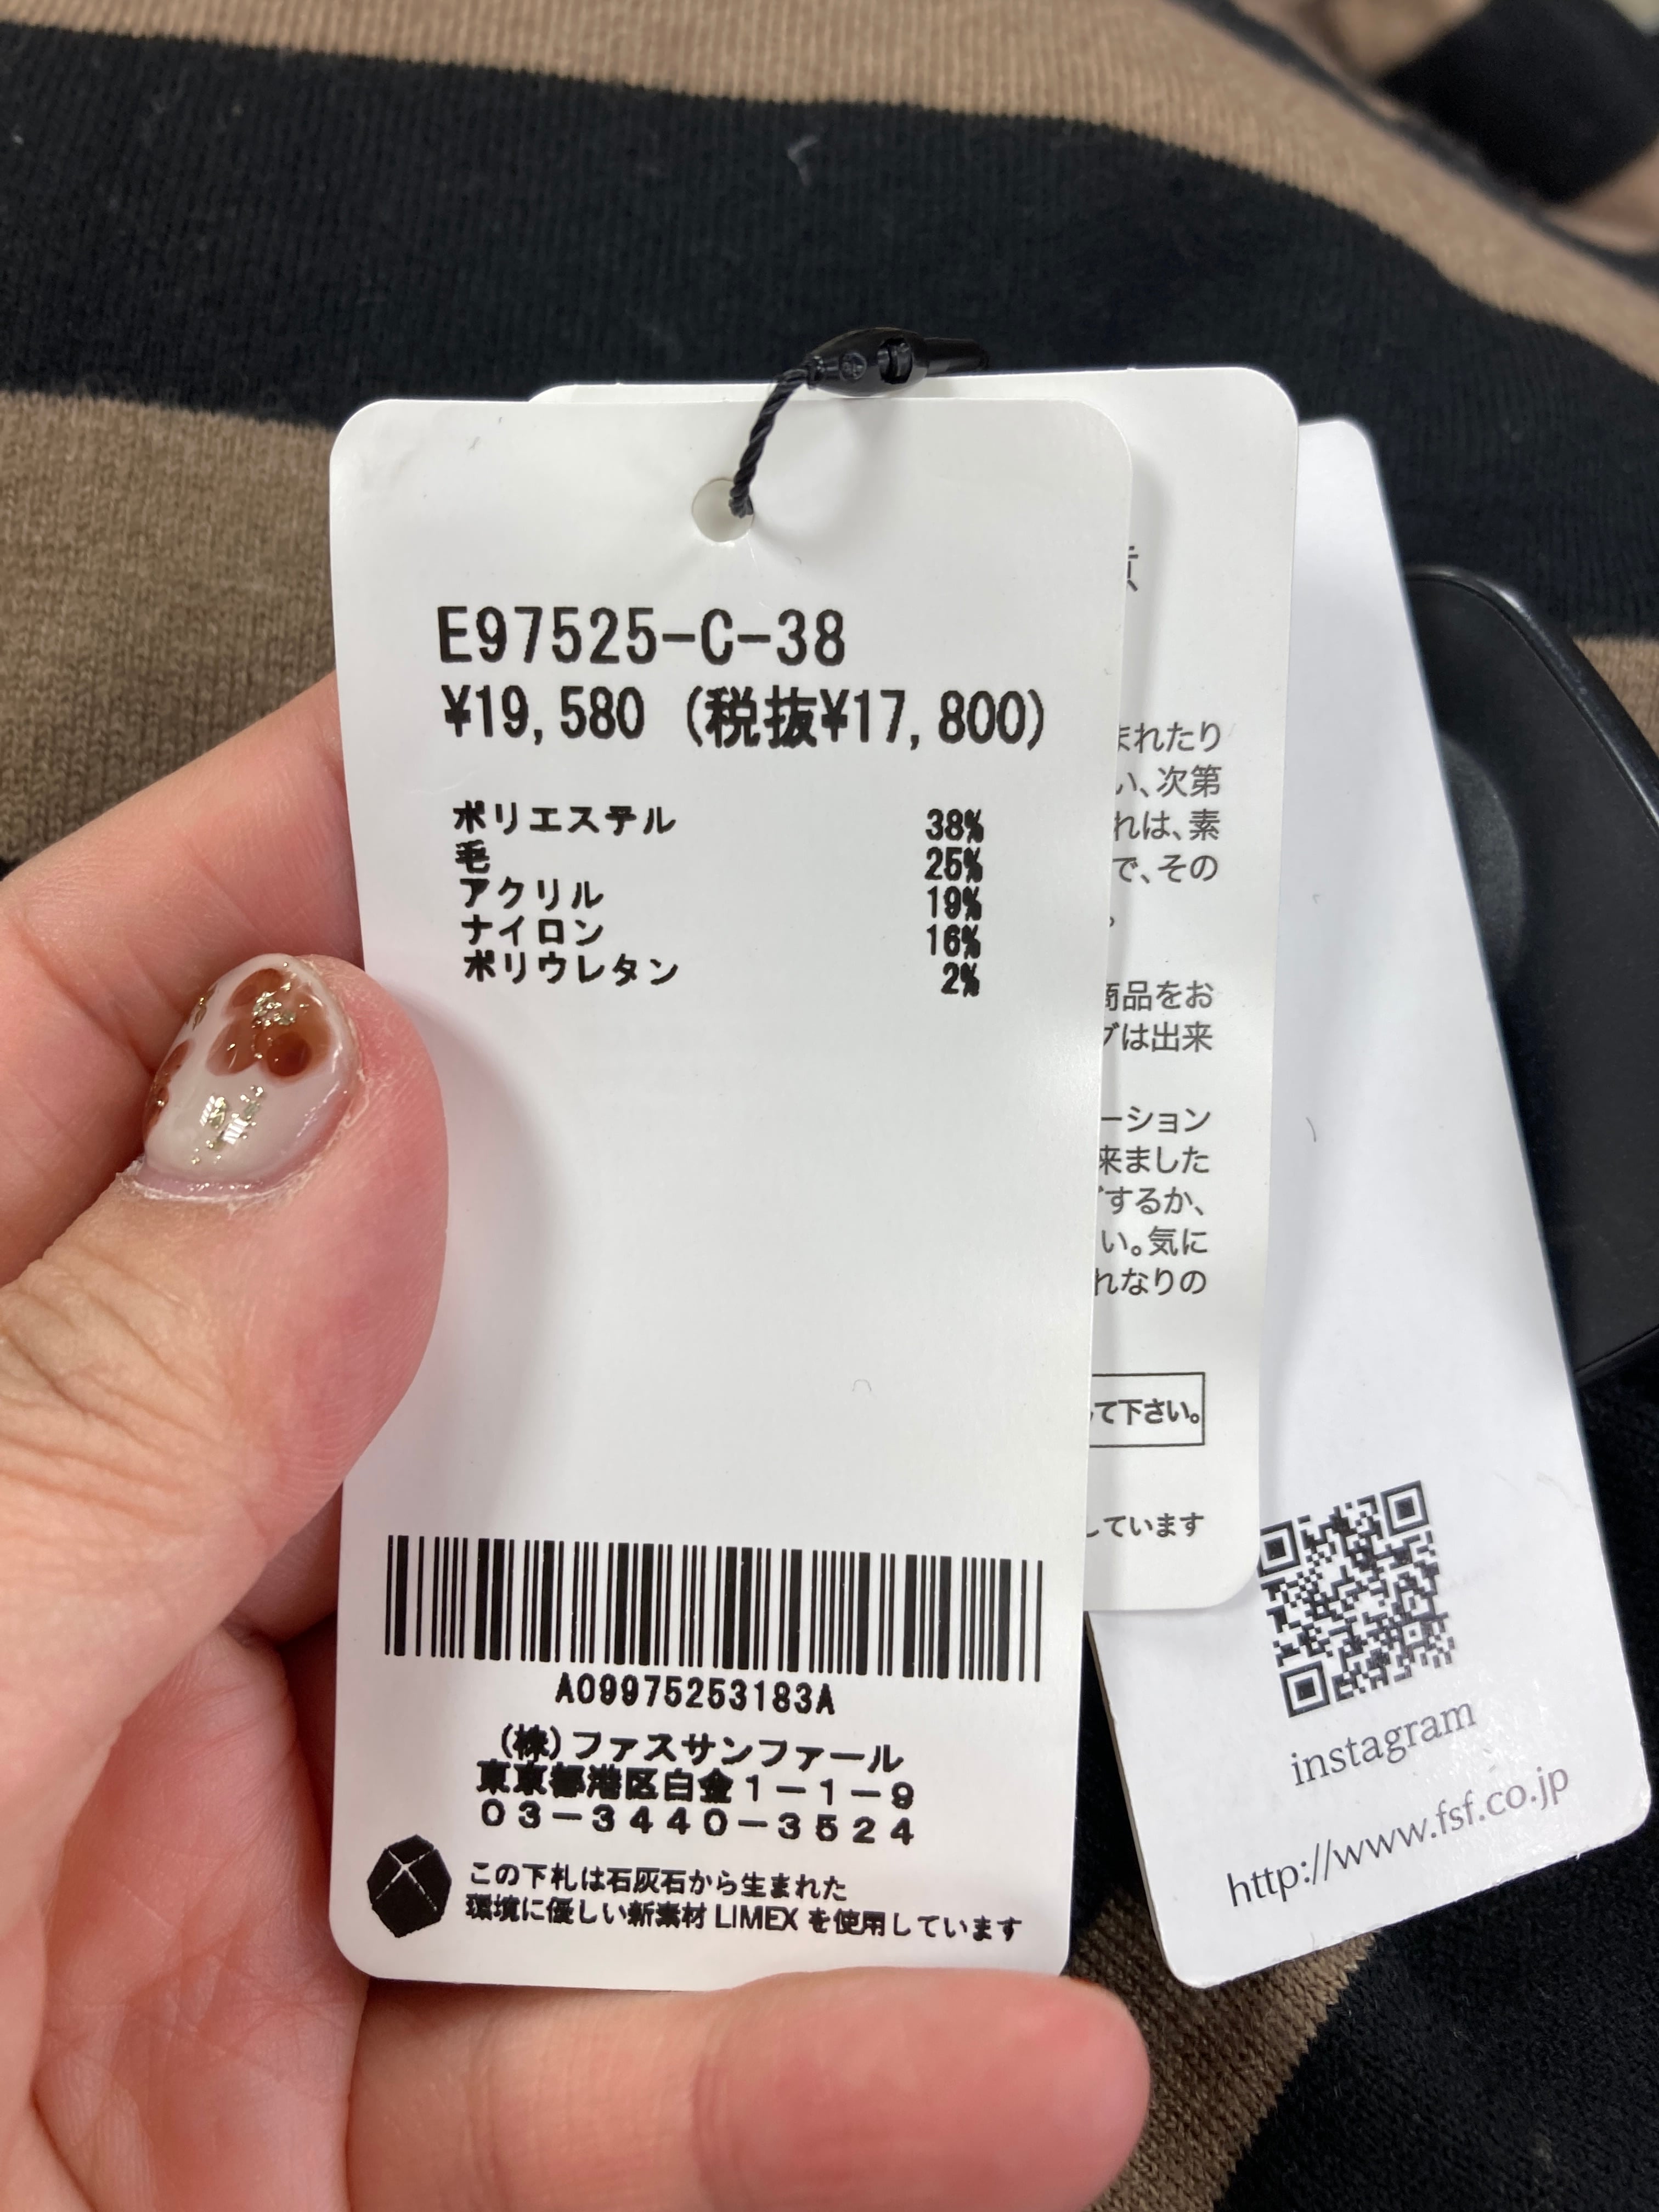 E97525-C-38
¥19,580 (税抜¥17,800)
ポリエステル 38%
毛 25%
アクリル 19%
ナイロン 16%
ポリウレタン 2%
A09975253183A
(株)ファスサンファール
東京都港区白金1-1-9
03-3440-3524
この下札は石灰石から生まれた
環境に優しい新素材 LIMEX を使用しています
まれたり
い、次第
れは、素
で、その
。
商品をお
グは出来
ーション
来ました
するか、
い。気に
れなりの
て下さい。
しています
instagram
http://www.fsf.co.jp